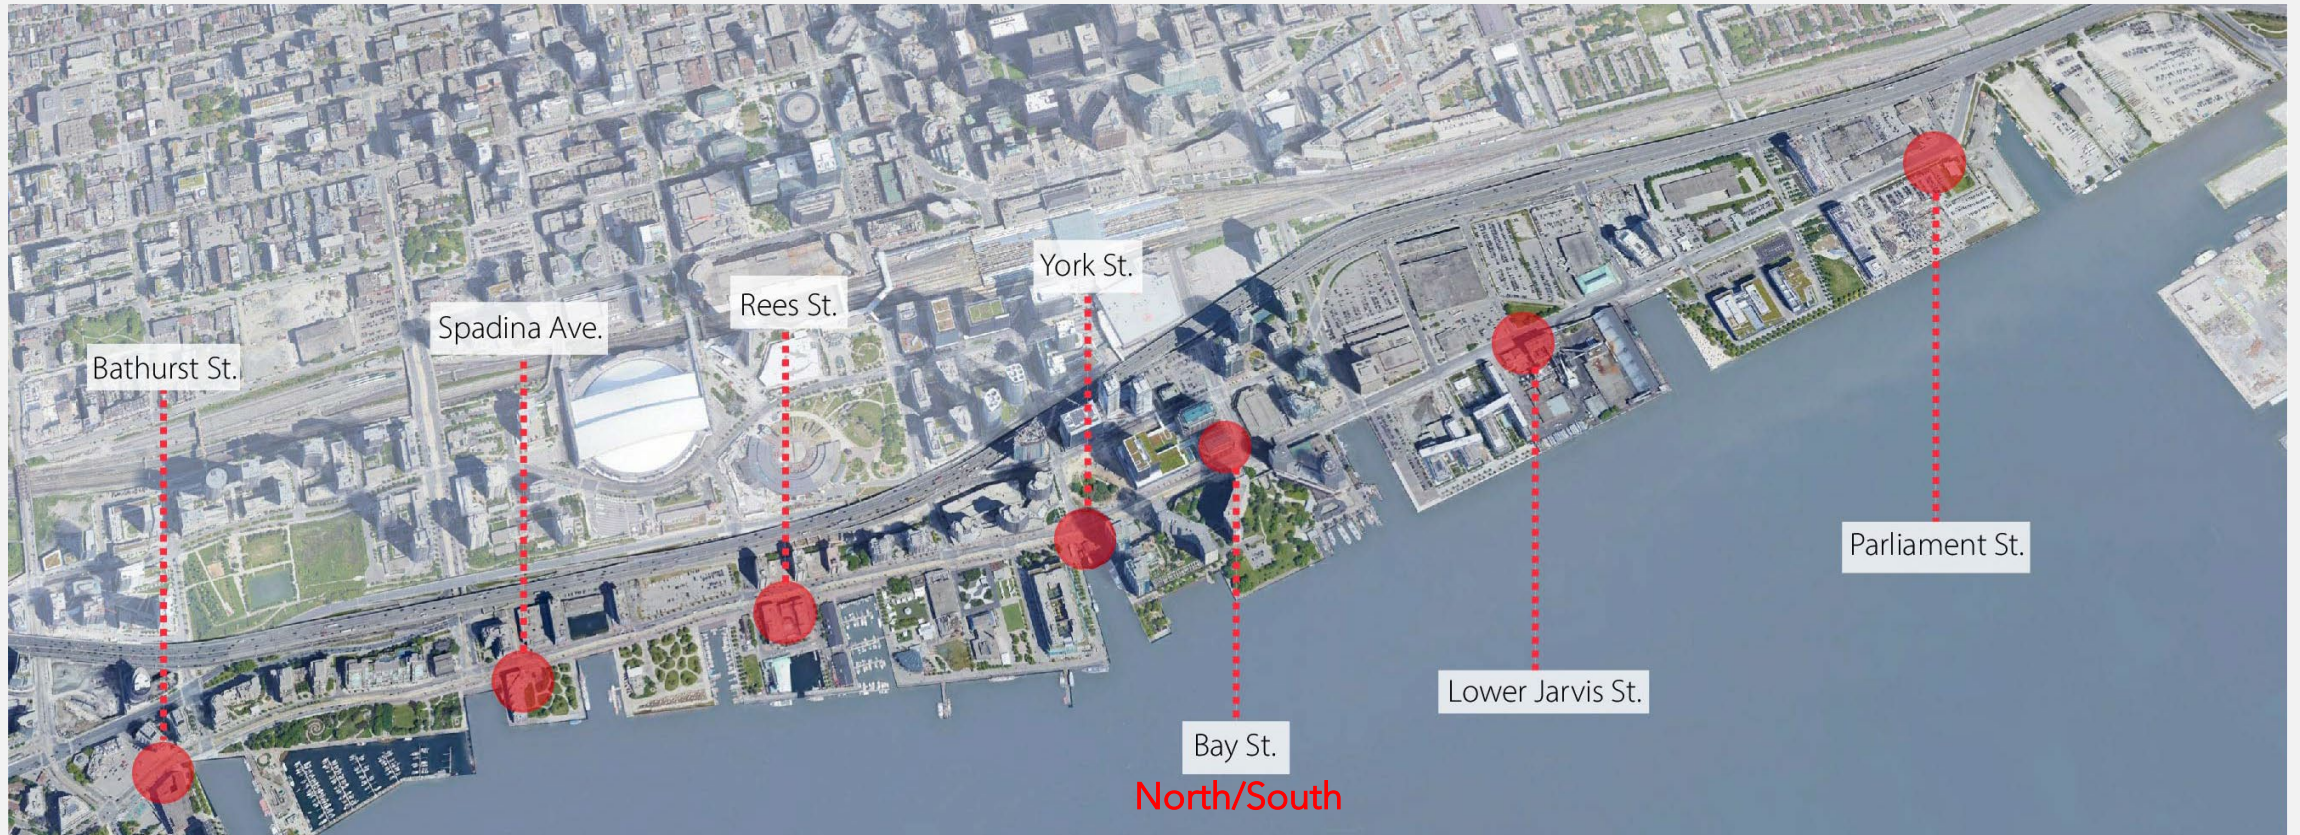 Bathurst St.
Spadina Ave.
Rees St.
York St.
Bay St.
North/South
Lower Jarvis St.
Parliament St.